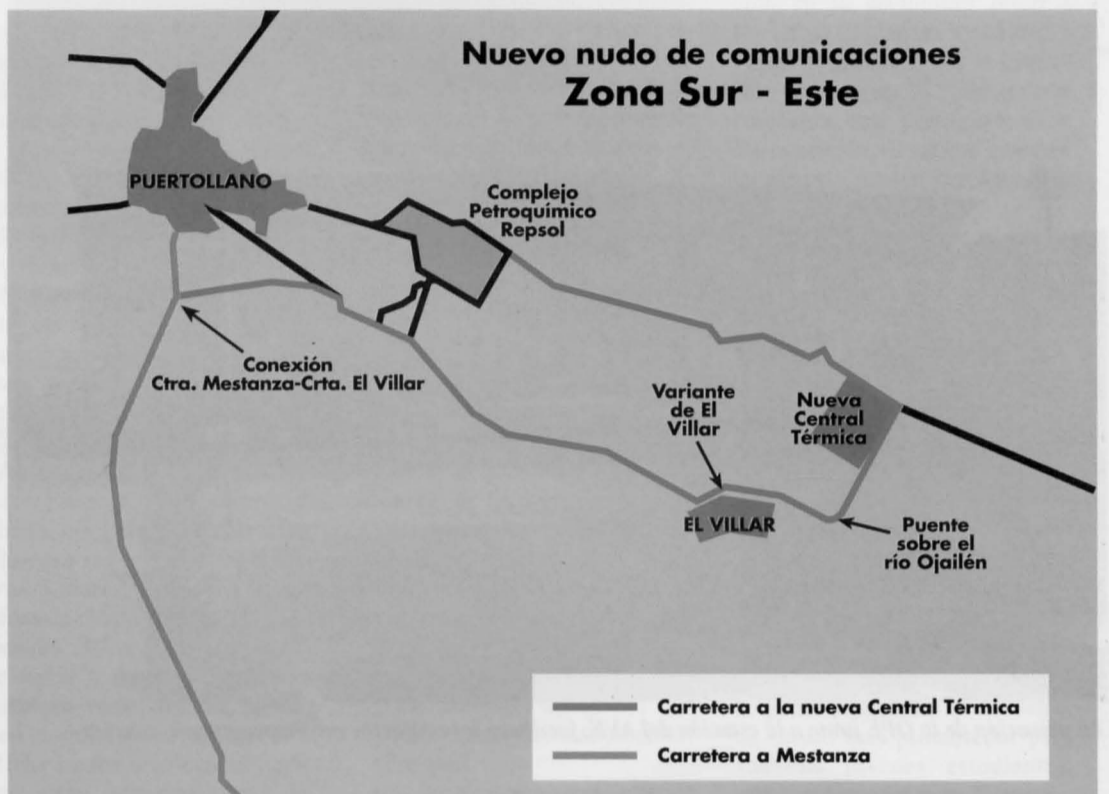 Nuevo nudo de comunicaciones
Zona Sur - Este
PUERTOLLANO
Complejo
Petroquímico
Repsol
Conexión
Ctra. Mestanza-Crta. El Villar
Variante
de El
Villar
Nueva
Central
Térmica
EL VILLAR
Puente
sobre el
río Ojailén
Carretera a la nueva Central Térmica
Carretera a Mestanza